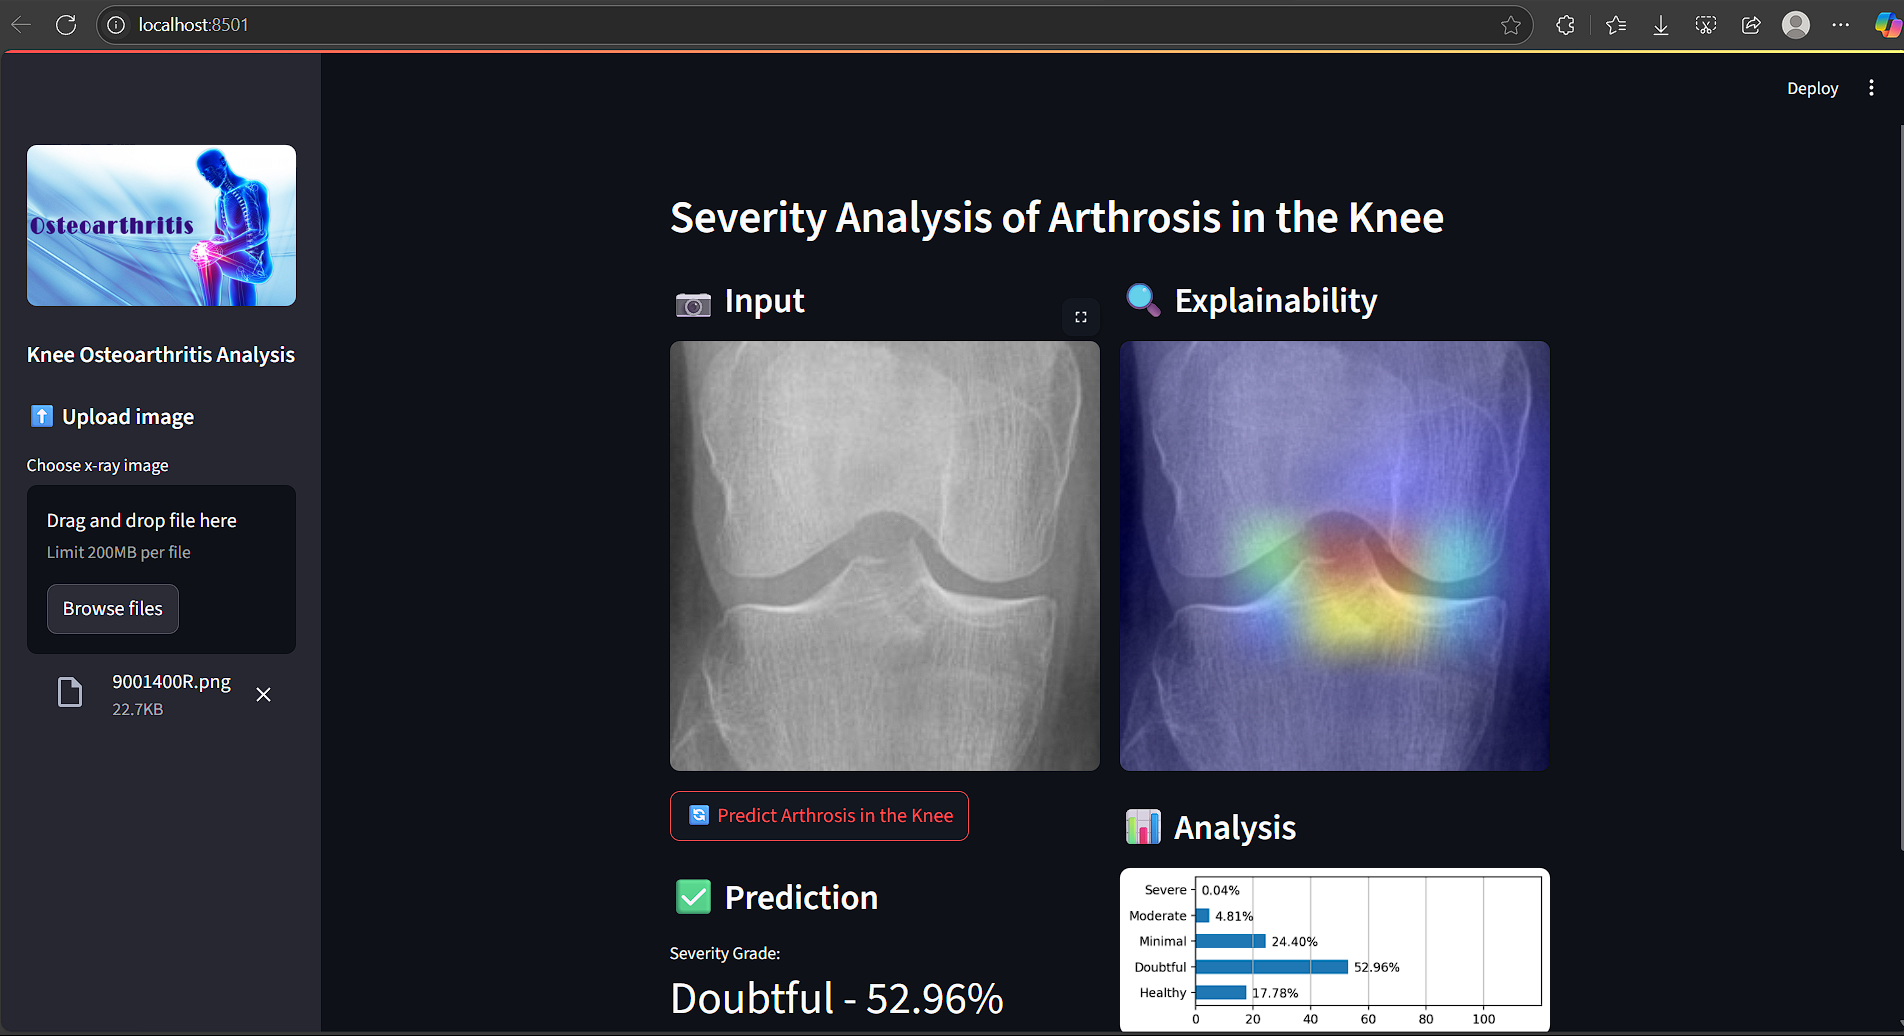 localhost:8501
Deploy
Osteoarthritis
Knee Osteoarthritis Analysis
Upload image
Choose x-ray image
Drag and drop file here
Limit 200MB per file
Browse files
9001400R.png
22.7KB
Severity Analysis of Arthrosis in the Knee
Input
Explainability
Predict Arthrosis in the Knee
Prediction
Severity Grade:
Doubtful - 52.96%
Analysis
Severe 0.04%
Moderate 4.81%
Minimal 24.40%
Doubtful 52.96%
Healthy 17.78%
0 20 40 60 80 100